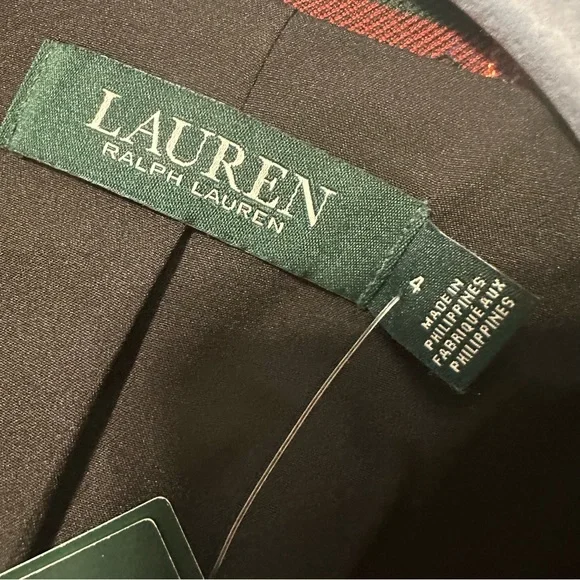 LAUREN
RALPH LAUREN
4
MADE IN
PHILIPPINES
FABRIQUE AUX
PHILIPPINES